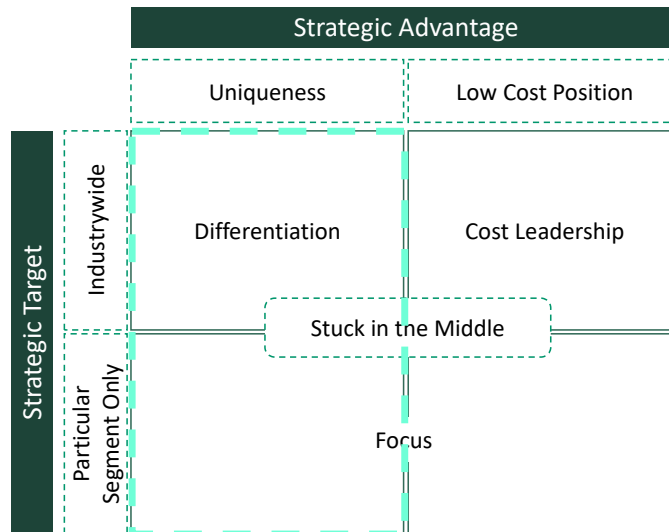 Strategic Advantage
Uniqueness
Low Cost Position
Strategic Target
Industrywide
Differentiation
Cost Leadership
Stuck in the Middle
Particular
Segment Only
Focus